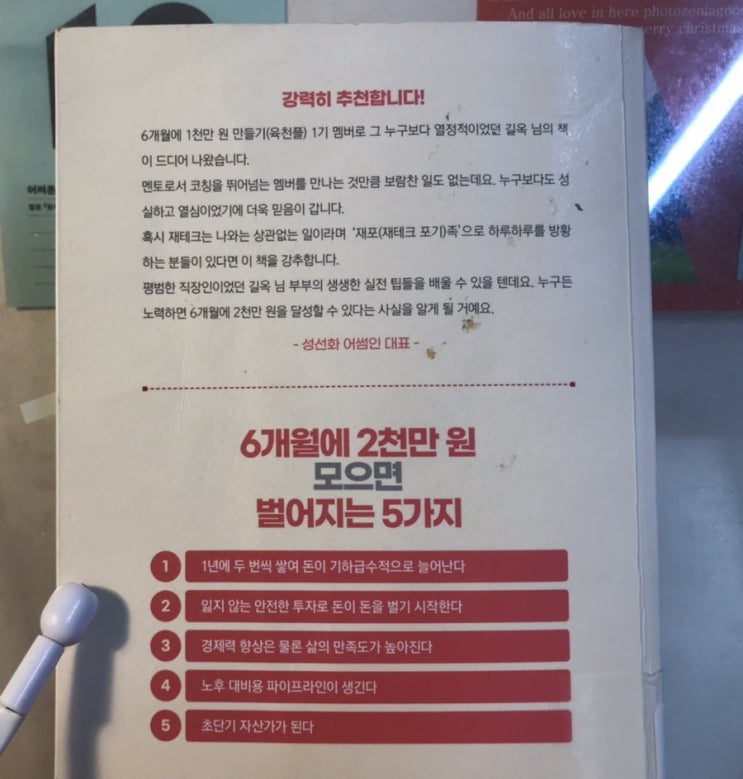 And all love in here photozeniagood
erry christmas
강력히 추천합니다!
6개월에 1천만 원 만들기(육천플) 1기 멤버로 그 누구보다 열정적이었던 길옥 님의 책
이 드디어 나왔습니다.
멘토로서 코칭을 뛰어넘는 멤버를 만나는 것만큼 보람찬 일도 없는데요. 누구보다도 성
실하고 열심이었기에 더욱 믿음이 갑니다.
혹시 재테크는 나와는 상관없는 일이라며 '재포(재테크 포기)족'으로 하루하루를 방황
하는 분들이 있다면 이 책을 강추합니다.
평범한 직장인이었던 길옥 님 부부의 생생한 실전 팁들을 배울 수 있을 텐데요. 누구든
노력하면 6개월에 2천만 원을 달성할 수 있다는 사실을 알게 될 거예요.
- 성선화 어썸인 대표 -
6개월에 2천만 원
모으면
벌어지는 5가지
1 1년에 두 번씩 쌓여 돈이 기하급수적으로 늘어난다
2 잃지 않는 안전한 투자로 돈이 돈을 벌기 시작한다
3 경제력 향상은 물론 삶의 만족도가 높아진다
4 노후 대비용 파이프라인이 생긴다
5 초단기 자산가가 된다